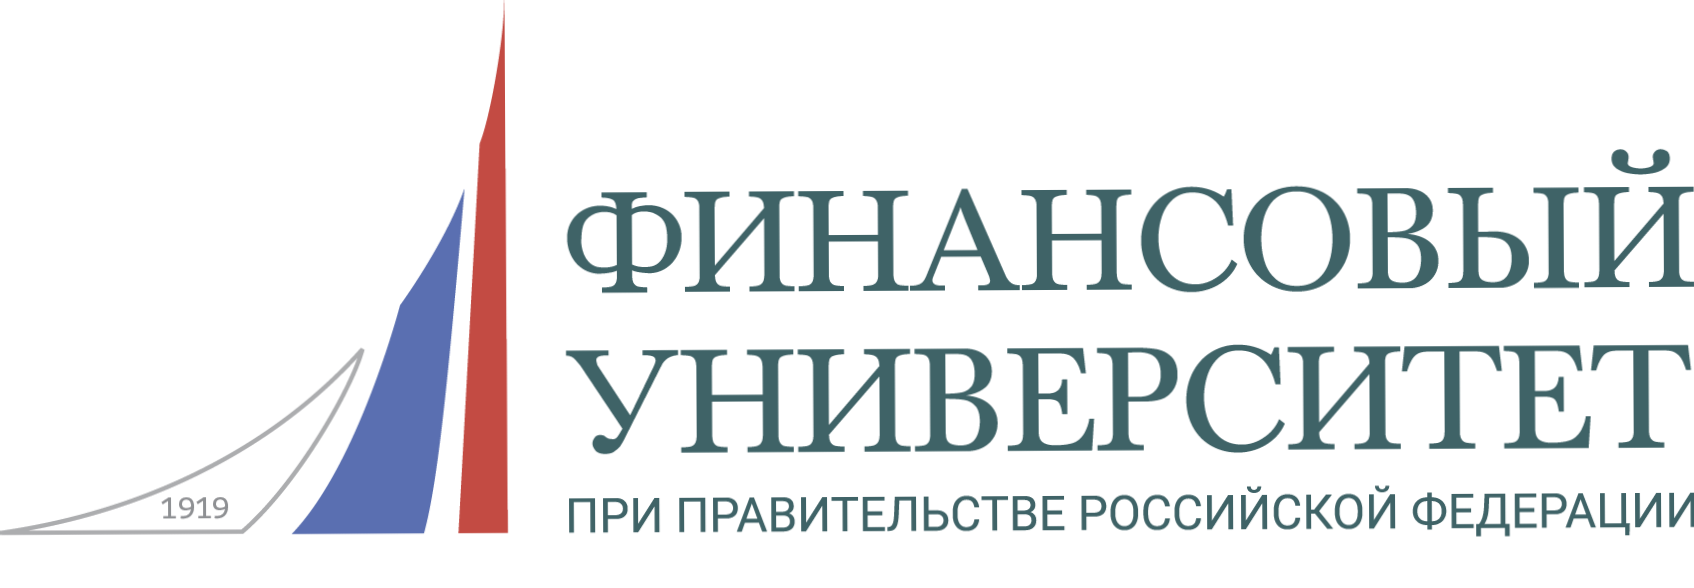 1919
ФИНАНСОВЫЙ
УНИВЕРСИТЕТ
ПРИ ПРАВИТЕЛЬСТВЕ РОССИЙСКОЙ ФЕДЕРАЦИИ